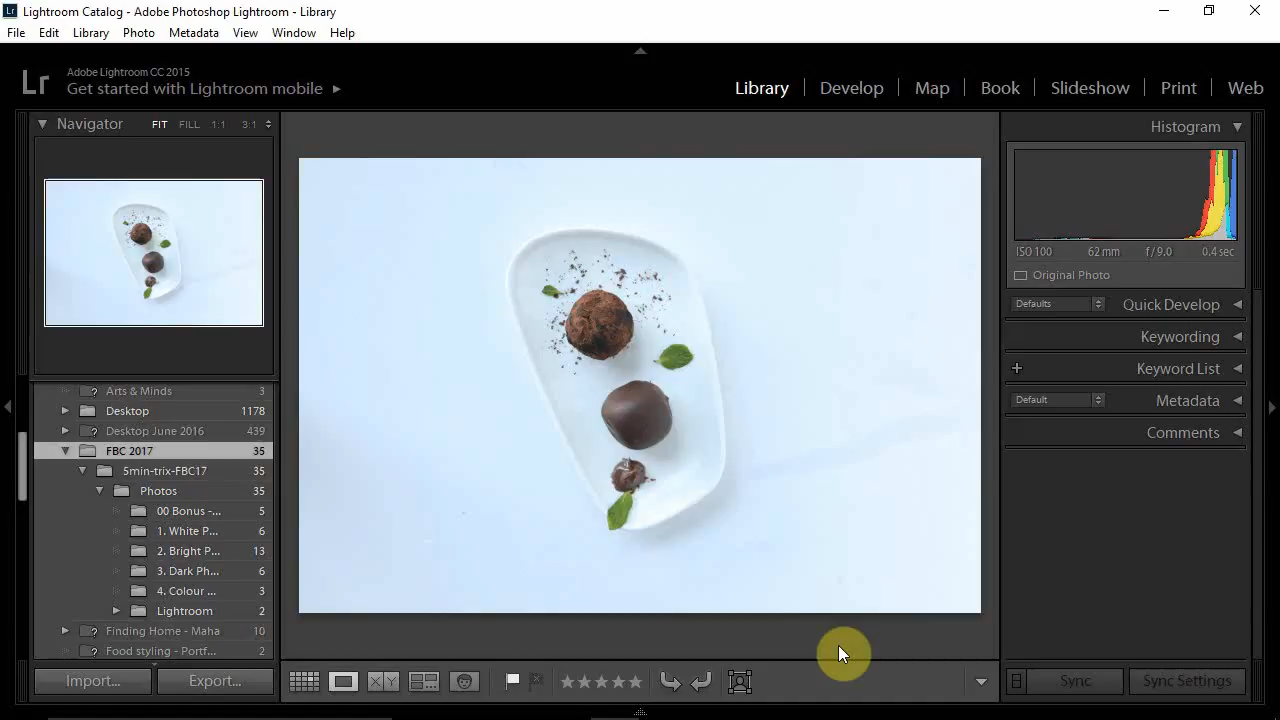 Lr Lightroom Catalog - Adobe Photoshop Lightroom - Library
File Edit Library Photo Metadata View Window Help
Lr Adobe Lightroom CC 2015
Get started with Lightroom mobile
Library Develop Map Book Slideshow Print Web
Navigator FIT FILL 1:1 3:1
Histogram
ISO 100 62 mm f / 9.0 0.4 sec
Original Photo
Defaults Quick Develop
Keywording
+ Keyword List
Default Metadata
Comments
Arts & Minds 3
Desktop 1178
Desktop June 2016 439
FBC 2017 35
5min-trix-FBC17 35
Photos 35
00 Bonus -... 5
1. White P... 6
2. Bright P... 13
3. Dark Ph... 6
4. Colour ... 3
Lightroom 2
Finding Home - Maha 10
Food styling - Portf... 2
Import... Export...
X Y
Sync Sync Settings